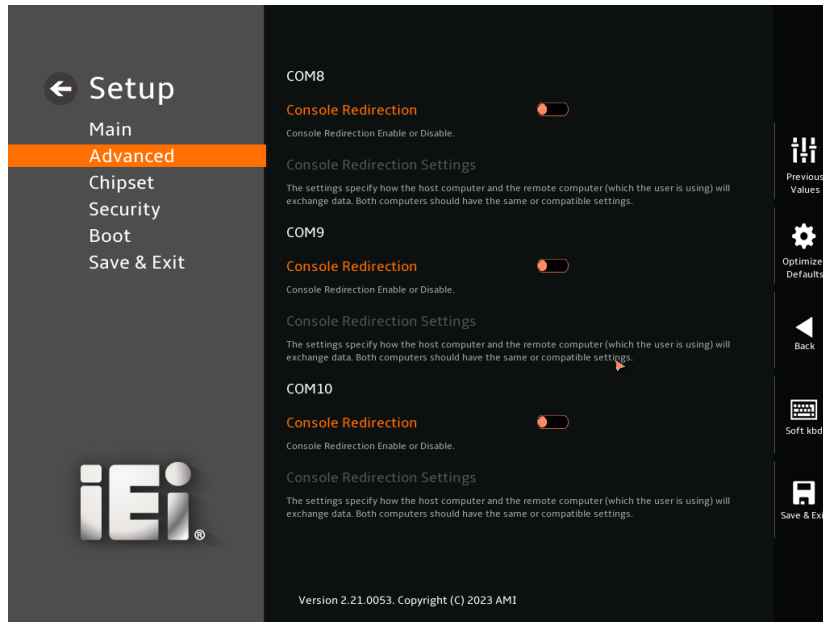 Setup
Main
Advanced
Chipset
Security
Boot
Save & Exit
iEi
®
COM8
Console Redirection
Console Redirection Enable or Disable.
Console Redirection Settings
The settings specify how the host computer and the remote computer (which the user is using) will
exchange data. Both computers should have the same or compatible settings.
COM9
Console Redirection
Console Redirection Enable or Disable.
Console Redirection Settings
The settings specify how the host computer and the remote computer (which the user is using) will
exchange data. Both computers should have the same or compatible settings.
COM10
Console Redirection
Console Redirection Enable or Disable.
Console Redirection Settings
The settings specify how the host computer and the remote computer (which the user is using) will
exchange data. Both computers should have the same or compatible settings.
Version 2.21.0053. Copyright (C) 2023 AMI
Previous
Values
Optimize
Defaults
Back
Soft kbd
Save & Exi